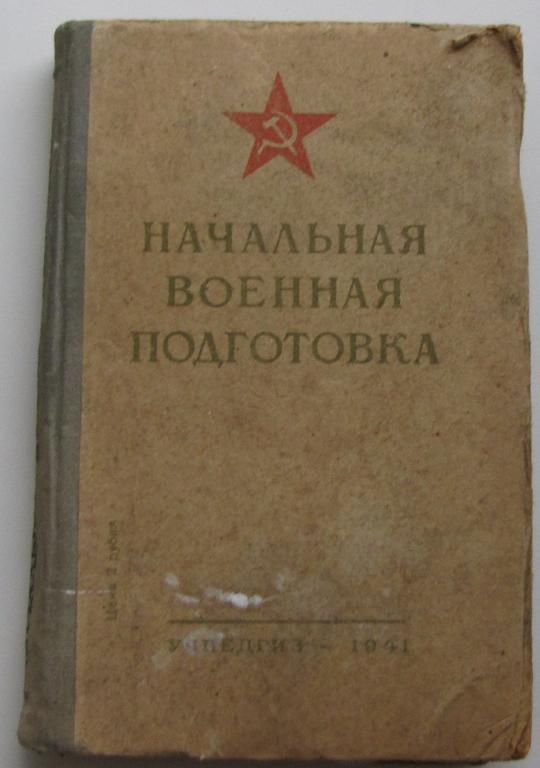 НАЧАЛЬНАЯ
ВОЕННАЯ
ПОДГОТОВКА
Цена 2 рубля
УЧПЕДГИЗ - 1941